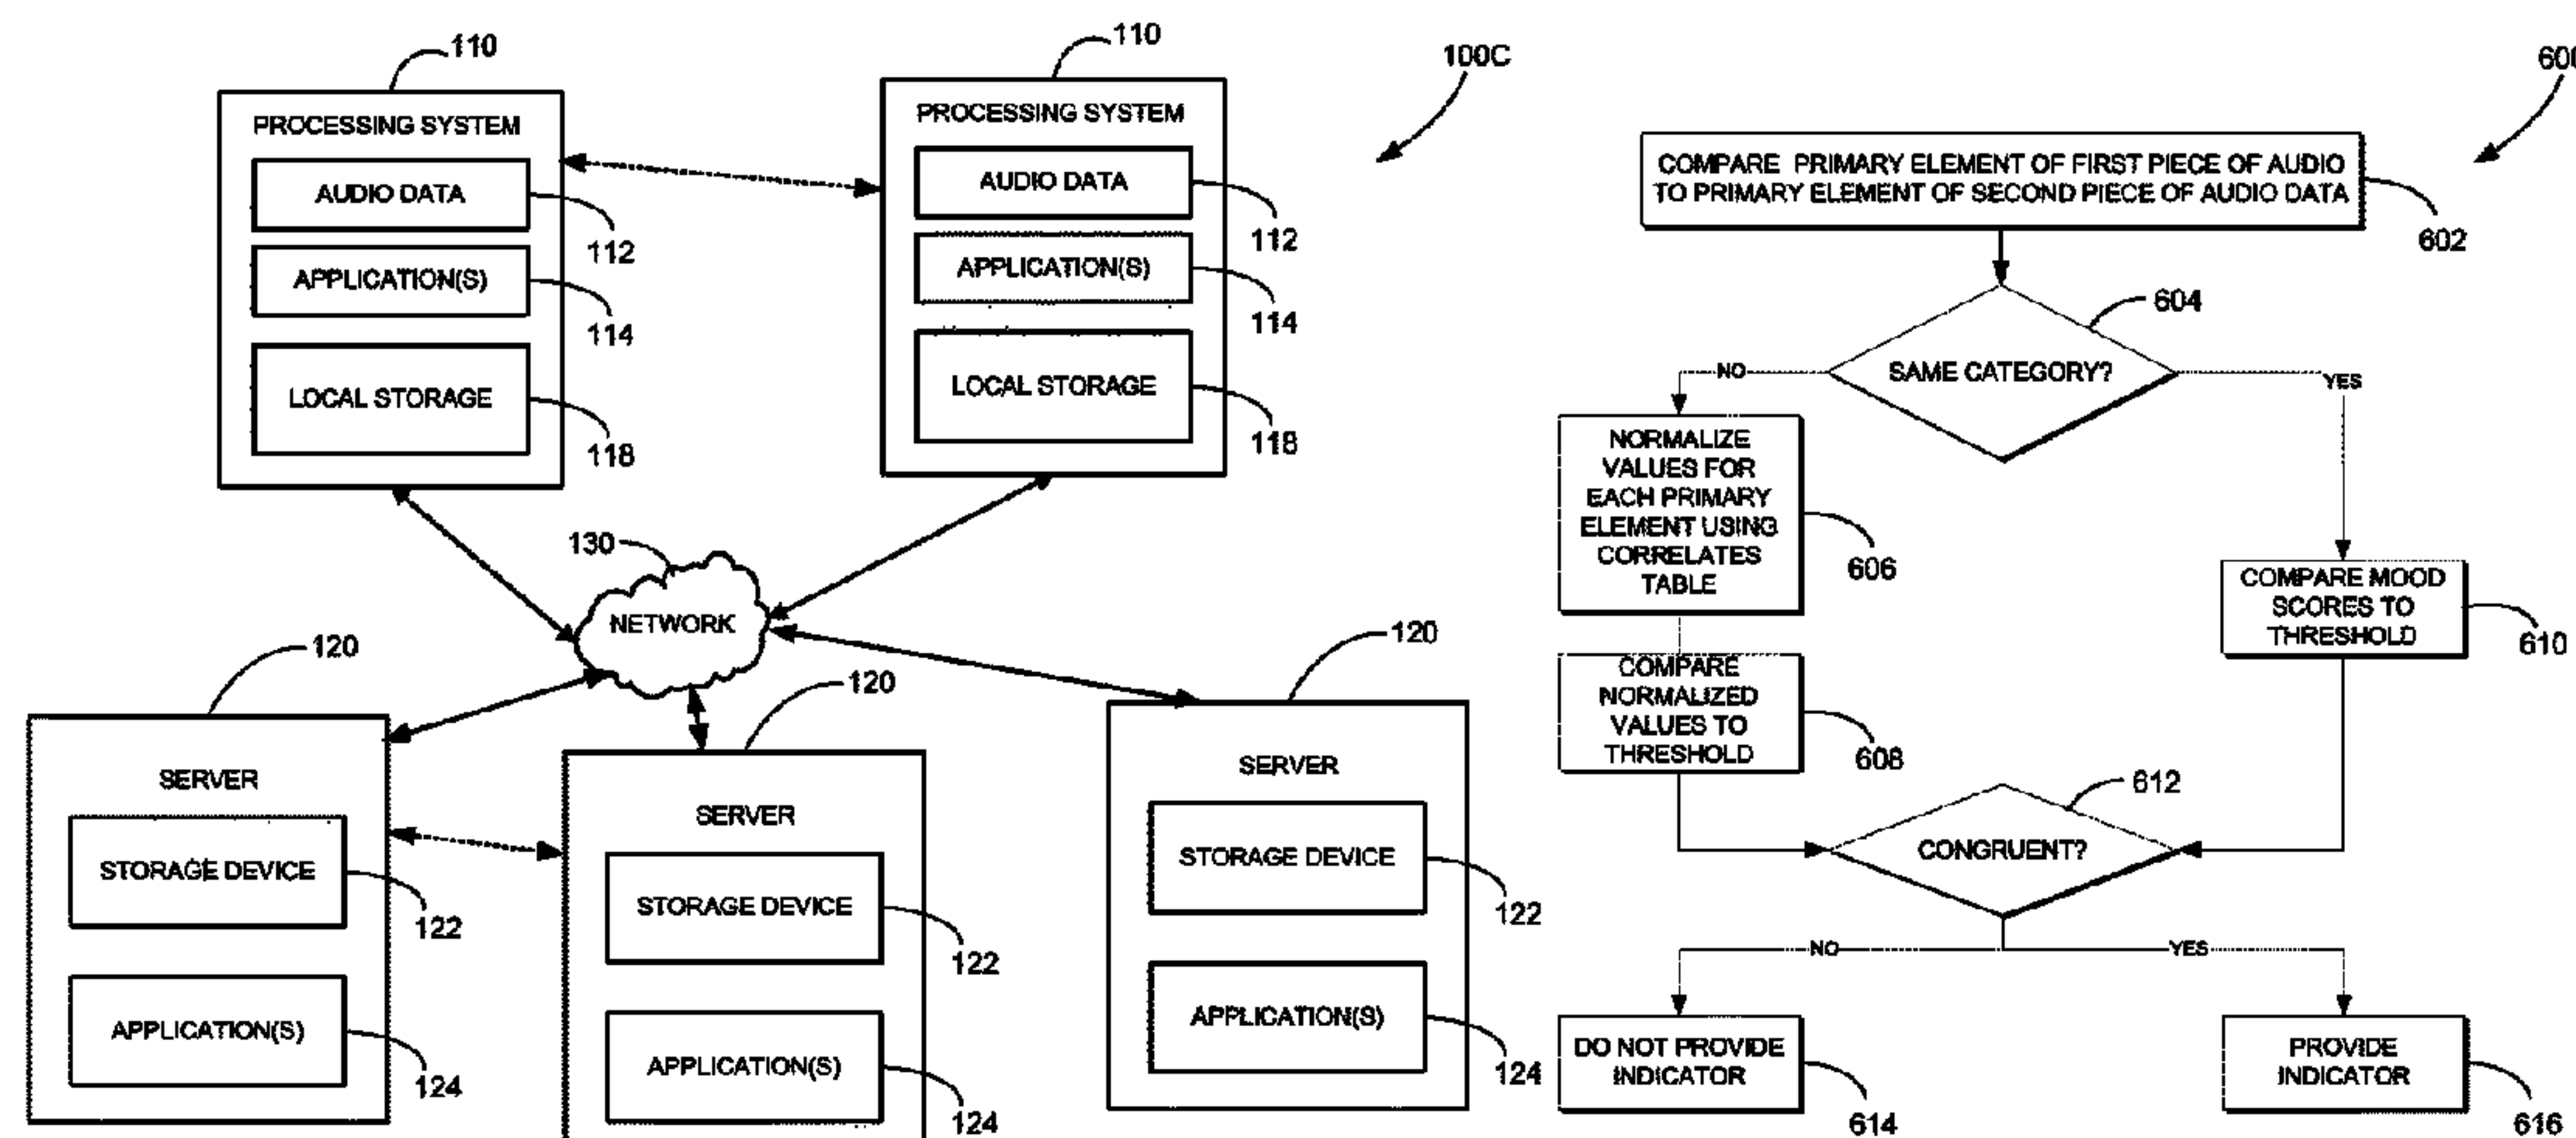 110
PROCESSING SYSTEM
AUDIO DATA
112
APPLICATION(S)
114
LOCAL STORAGE
118
110
PROCESSING SYSTEM
AUDIO DATA
112
APPLICATION(S)
114
LOCAL STORAGE
118
100C
130
NETWORK
120
SERVER
STORAGE DEVICE
122
APPLICATION(S)
124
120
SERVER
STORAGE DEVICE
122
APPLICATION(S)
124
120
SERVER
STORAGE DEVICE
122
APPLICATION(S)
124
600
COMPARE PRIMARY ELEMENT OF FIRST PIECE OF AUDIO
TO PRIMARY ELEMENT OF SECOND PIECE OF AUDIO DATA
602
604
SAME CATEGORY?
NO
YES
NORMALIZE
VALUES FOR
EACH PRIMARY
ELEMENT USING
CORRELATES
TABLE
606
COMPARE
NORMALIZED
VALUES TO
THRESHOLD
608
COMPARE MOOD
SCORES TO
THRESHOLD
610
612
CONGRUENT?
NO
YES
DO NOT PROVIDE
INDICATOR
614
PROVIDE
INDICATOR
616